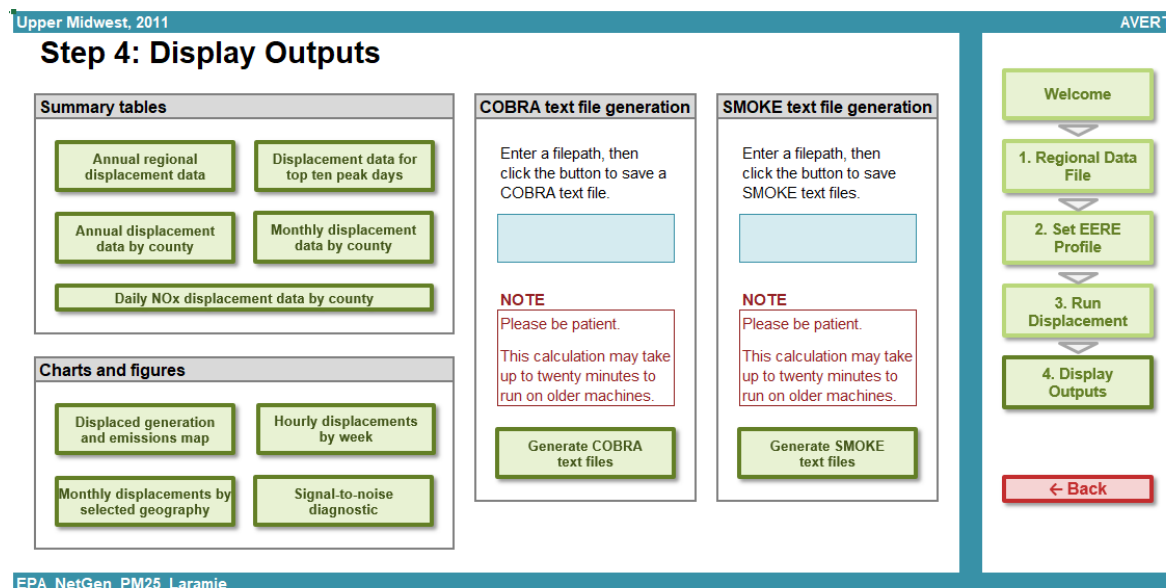 Upper Midwest, 2011
AVERT
Step 4: Display Outputs
Summary tables
Annual regional
displacement data
Displacement data for
top ten peak days
Annual displacement
data by county
Monthly displacement
data by county
Daily NOx displacement data by county
Charts and figures
Displaced generation
and emissions map
Hourly displacements
by week
Monthly displacements by
selected geography
Signal-to-noise
diagnostic
COBRA text file generation
Enter a filepath, then
click the button to save a
COBRA text file.
NOTE
Please be patient.
This calculation may take
up to twenty minutes to
run on older machines.
Generate COBRA
text files
SMOKE text file generation
Enter a filepath, then
click the button to save
SMOKE text files.
NOTE
Please be patient.
This calculation may take
up to twenty minutes to
run on older machines.
Generate SMOKE
text files
Welcome
1. Regional Data
File
2. Set EERE
Profile
3. Run
Displacement
4. Display
Outputs
← Back
EPA_NetGen_PM25_Laramie